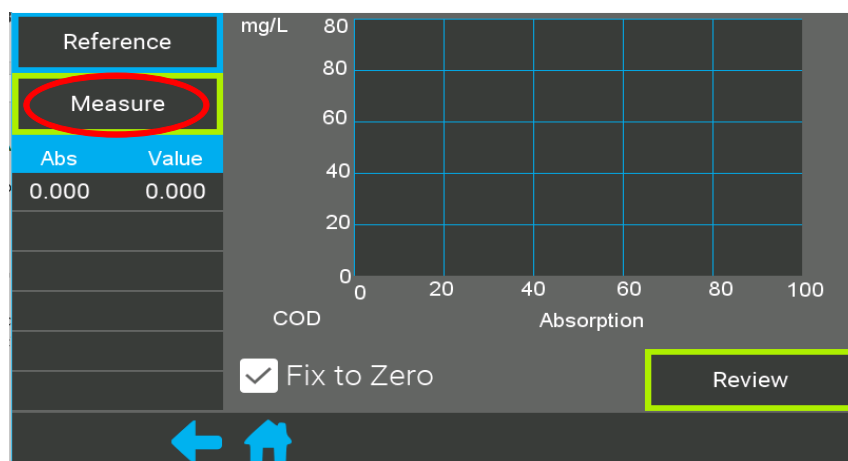 Reference
Measure
Abs Value
0.000 0.000
mg/L
80
80
60
40
20
0
0 20 40 60 80 100
COD
Absorption
Fix to Zero
Review